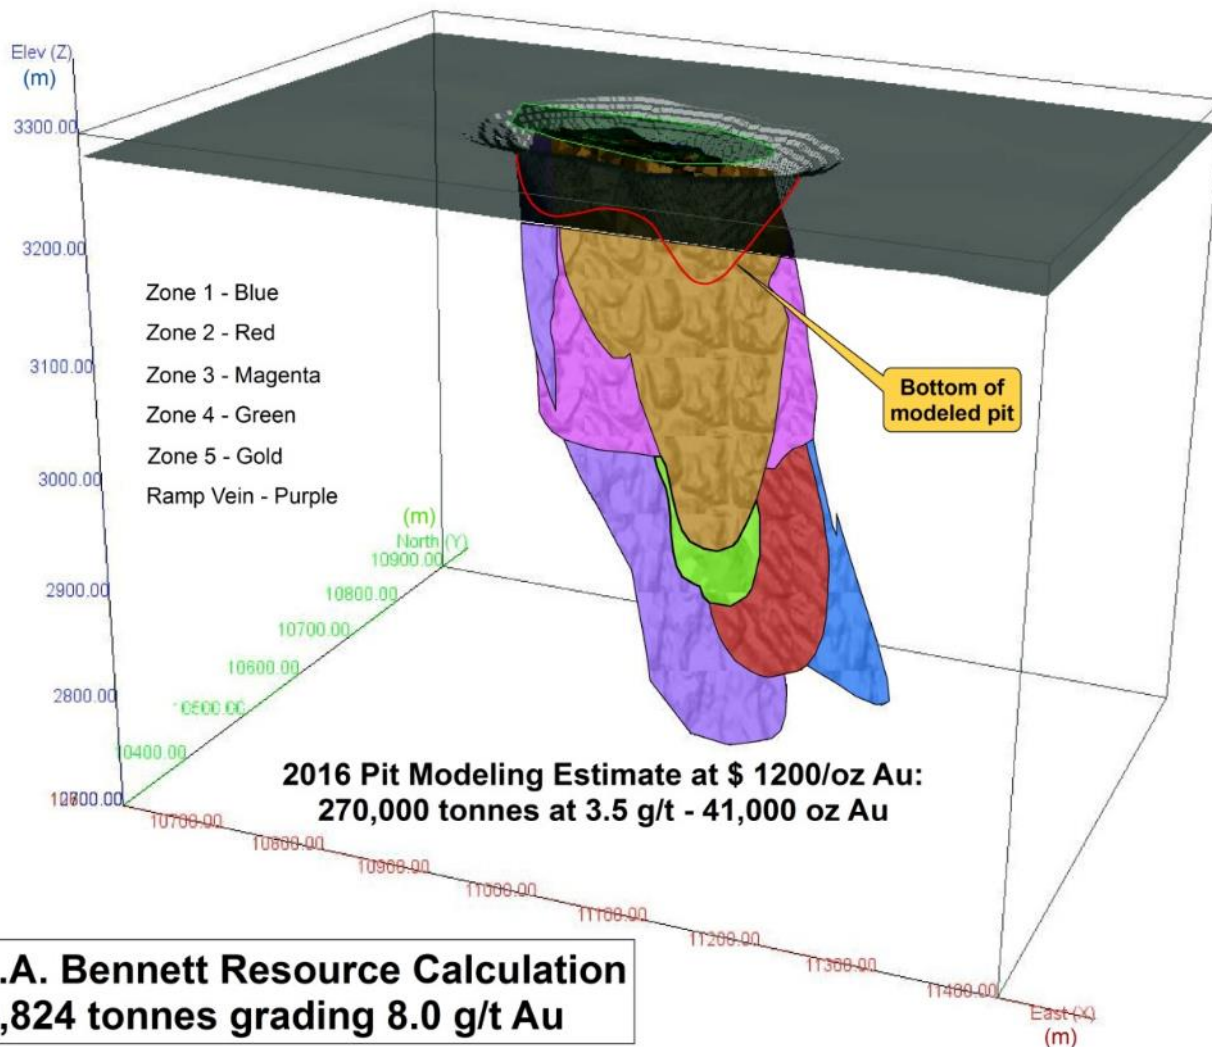 Elev (Z)
(m)
3300.00
3200.00
3100.00
3000.00
2900.00
2800.00
Zone 1 - Blue
Zone 2 - Red
Zone 3 - Magenta
Zone 4 - Green
Zone 5 - Gold
Ramp Vein - Purple
Bottom of
modeled pit
(m)
North (Y)
10900.00
10800.00
10700.00
10600.00
10500.00
10400.00
2016 Pit Modeling Estimate at $ 1200/oz Au:
270,000 tonnes at 3.5 g/t - 41,000 oz Au
10700.00
10800.00
10900.00
11000.00
11100.00
11200.00
11300.00
11400.00
East (X)
(m)
.A. Bennett Resource Calculation
,824 tonnes grading 8.0 g/t Au